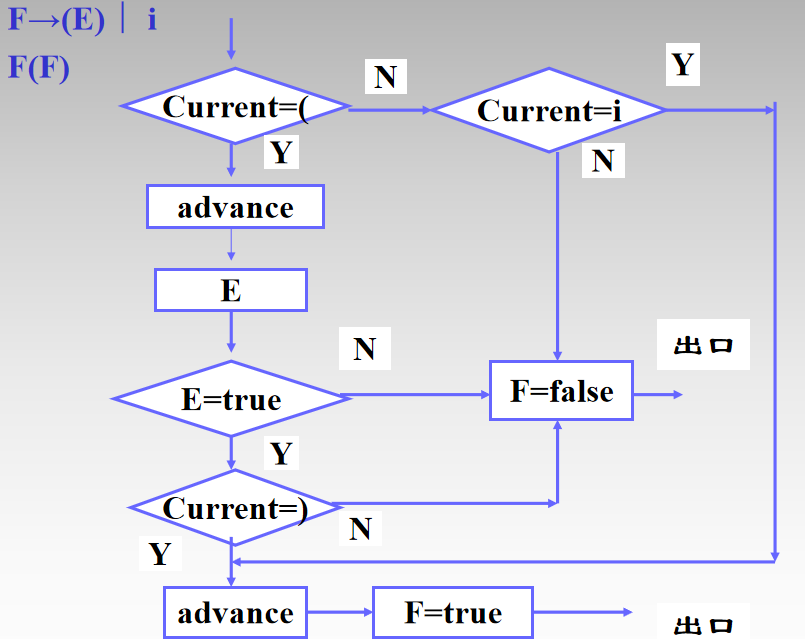 F→(E)｜ i
F(F)
Current=(
N
Current=i
Y
Y
N
advance
E
N
出口
E=true
F=false
Y
Current=)
N
Y
advance
F=true
出口